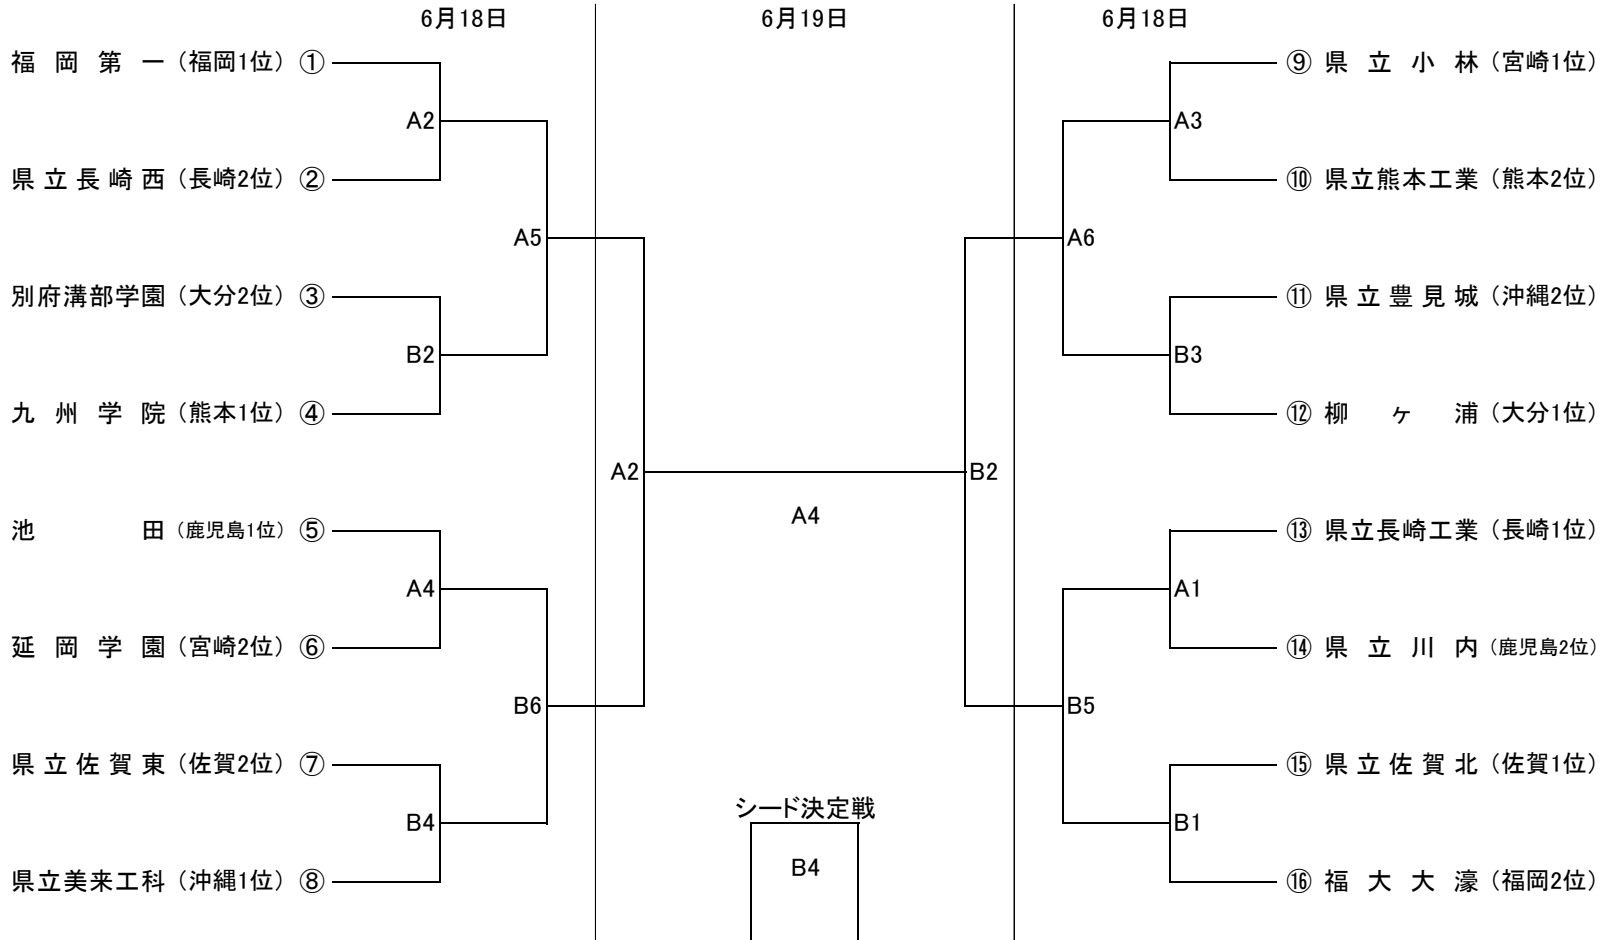 6月18日 6月19日 6月18日
福岡第一(福岡1位) ① ⑨ 県立小林(宮崎1位)
A2 A3
県立長崎西(長崎2位) ② ⑩ 県立熊本工業(熊本2位)
A5 A6
別府溝部学園(大分2位) ③ ⑪ 県立豊見城(沖縄2位)
B2 B3
九州学院(熊本1位) ④ ⑫ 柳ヶ浦(大分1位)
A2 B2
A4
池田(鹿児島1位) ⑤ ⑬ 県立長崎工業(長崎1位)
A4 A1
延岡学園(宮崎2位) ⑥ ⑭ 県立川内(鹿児島2位)
B6 B5
県立佐賀東(佐賀2位) ⑦ ⑮ 県立佐賀北(佐賀1位)
シード決定戦
B4 B1
B4
県立美来工科(沖縄1位) ⑧ ⑯ 福大大濠(福岡2位)